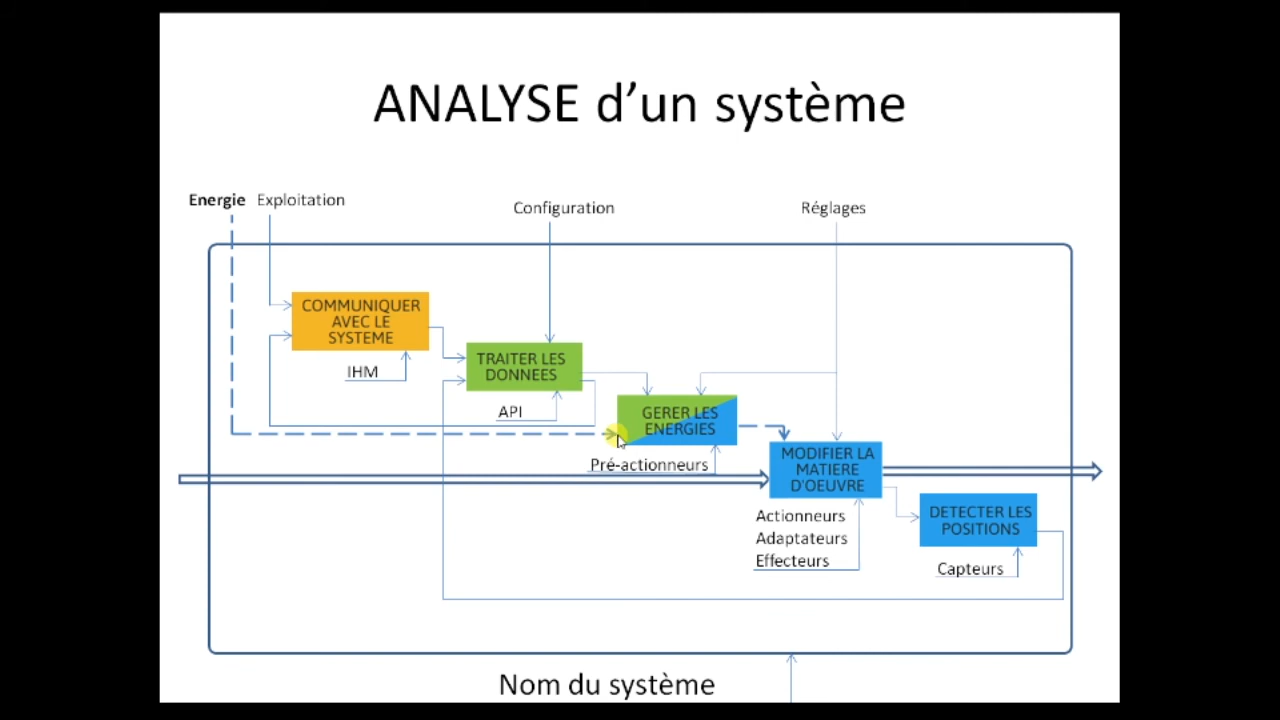 ANALYSE d'un système
Energie Exploitation
Configuration
Réglages
COMMUNIQUER
AVEC LE
SYSTEME
IHM
TRAITER LES
DONNEES
API
GERER LES
ENERGIES
Pré-actionneurs
MODIFIER LA
MATIERE
D'OEUVRE
Actionneurs
Adaptateurs
Effecteurs
DETECTER LES
POSITIONS
Capteurs
Nom du système